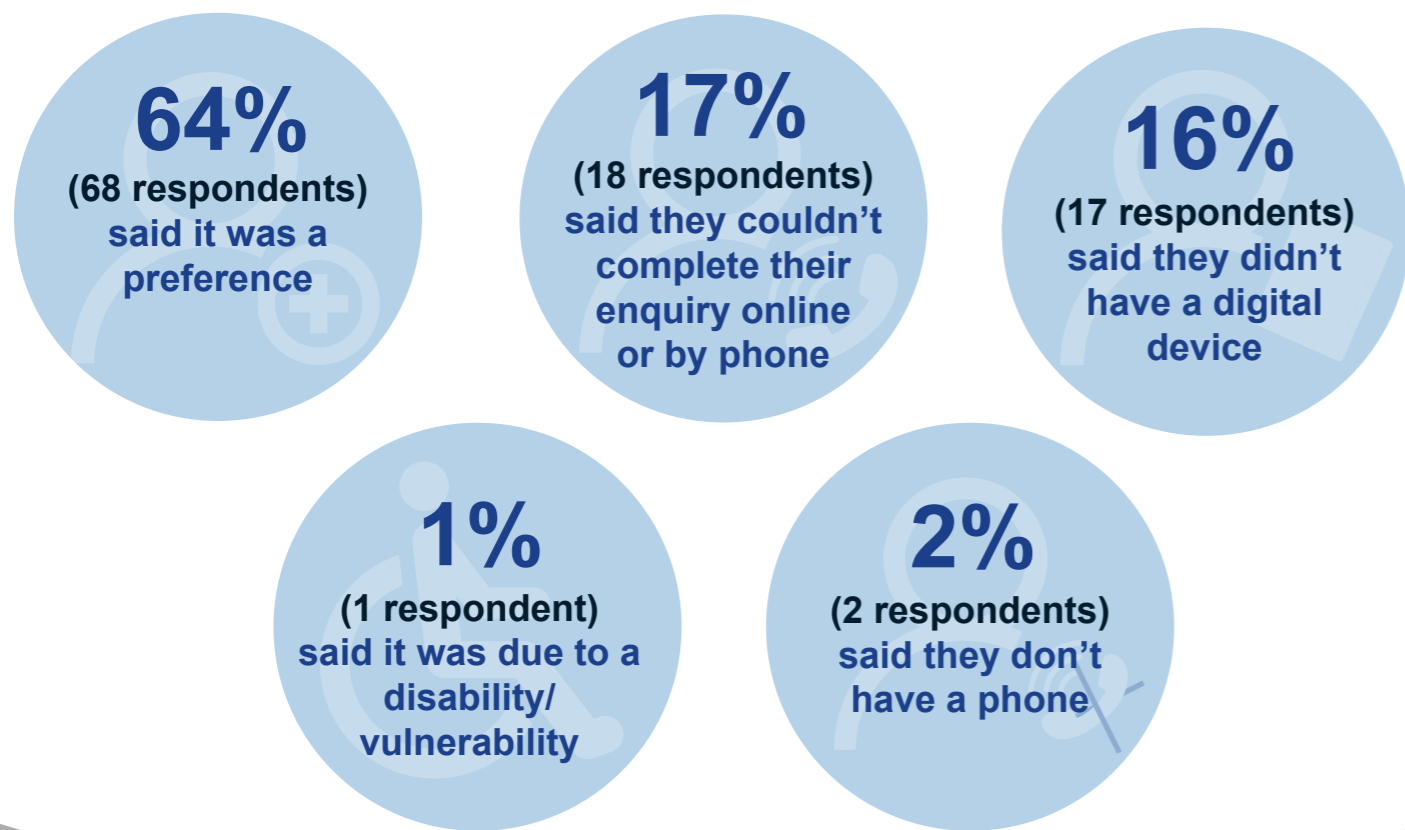 64%
(68 respondents)
said it was a
preference
17%
(18 respondents)
said they couldn’t
complete their
enquiry online
or by phone
16%
(17 respondents)
said they didn’t
have a digital
device
1%
(1 respondent)
said it was due to a
disability/
vulnerability
2%
(2 respondents)
said they don’t
have a phone